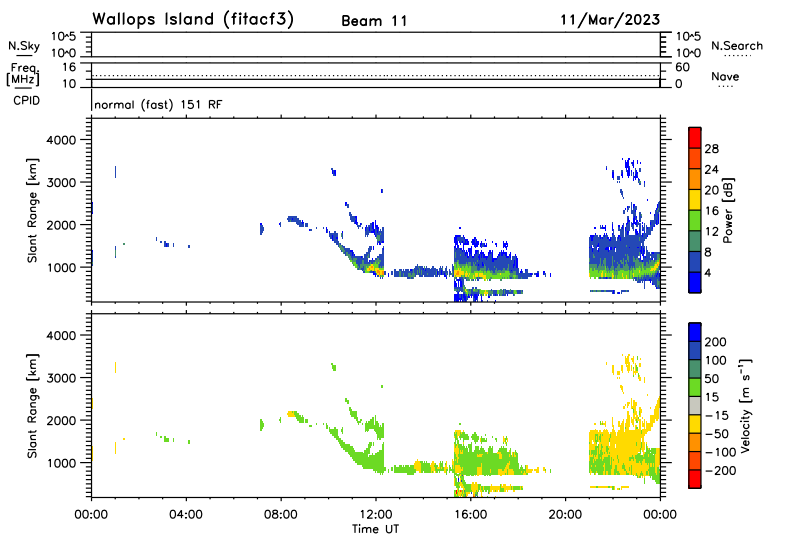 Wallops Island (fitacf3) Beam 11 11/Mar/2023
N.Sky 10^5 10^0 10^5 10^0 N.Search
Freq. [MHz] 16 10 60 0 Nave
CPID normal (fast) 151 RF
Slant Range [km]
4000
3000
2000
1000
28
24
20
16
12
8
4
Power [dB]
Slant Range [km]
4000
3000
2000
1000
200
100
50
15
-15
-50
-100
-200
Velocity [m s⁻¹]
00:00 04:00 08:00 12:00 16:00 20:00 00:00
Time UT